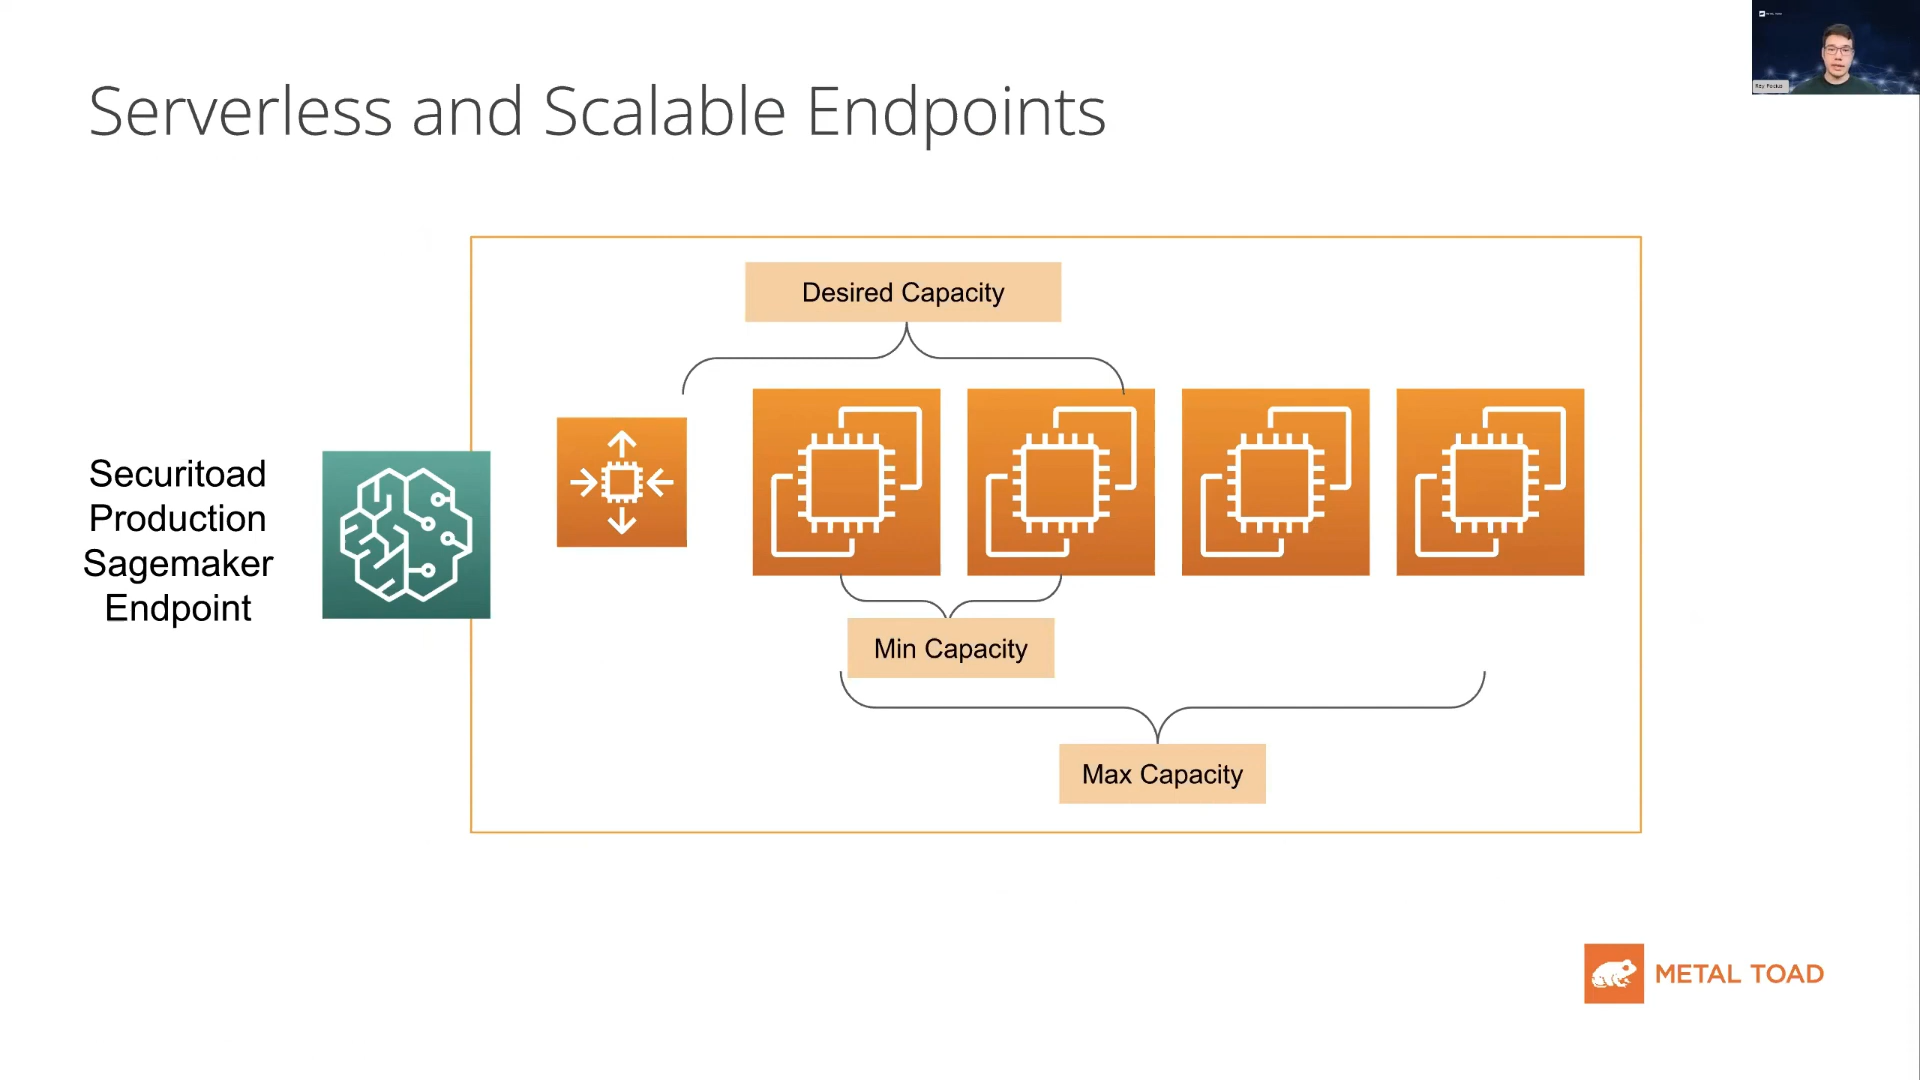 Serverless and Scalable Endpoints
Desired Capacity
Securitoad
Production
Sagemaker
Endpoint
Min Capacity
Max Capacity
METAL TOAD